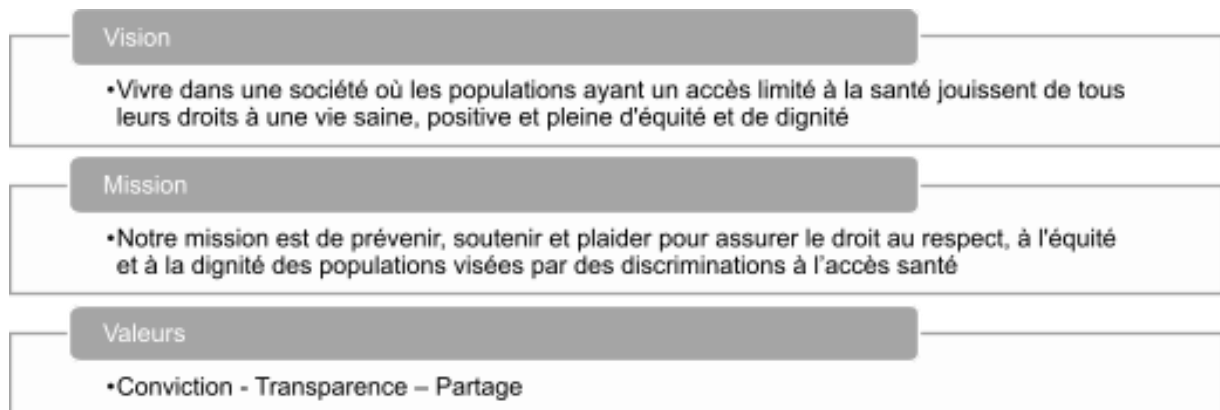 Vision
•Vivre dans une société où les populations ayant un accès limité à la santé jouissent de tous
leurs droits à une vie saine, positive et pleine d'équité et de dignité
Mission
•Notre mission est de prévenir, soutenir et plaider pour assurer le droit au respect, à l'équité
et à la dignité des populations visées par des discriminations à l’accès santé
Valeurs
•Conviction - Transparence – Partage